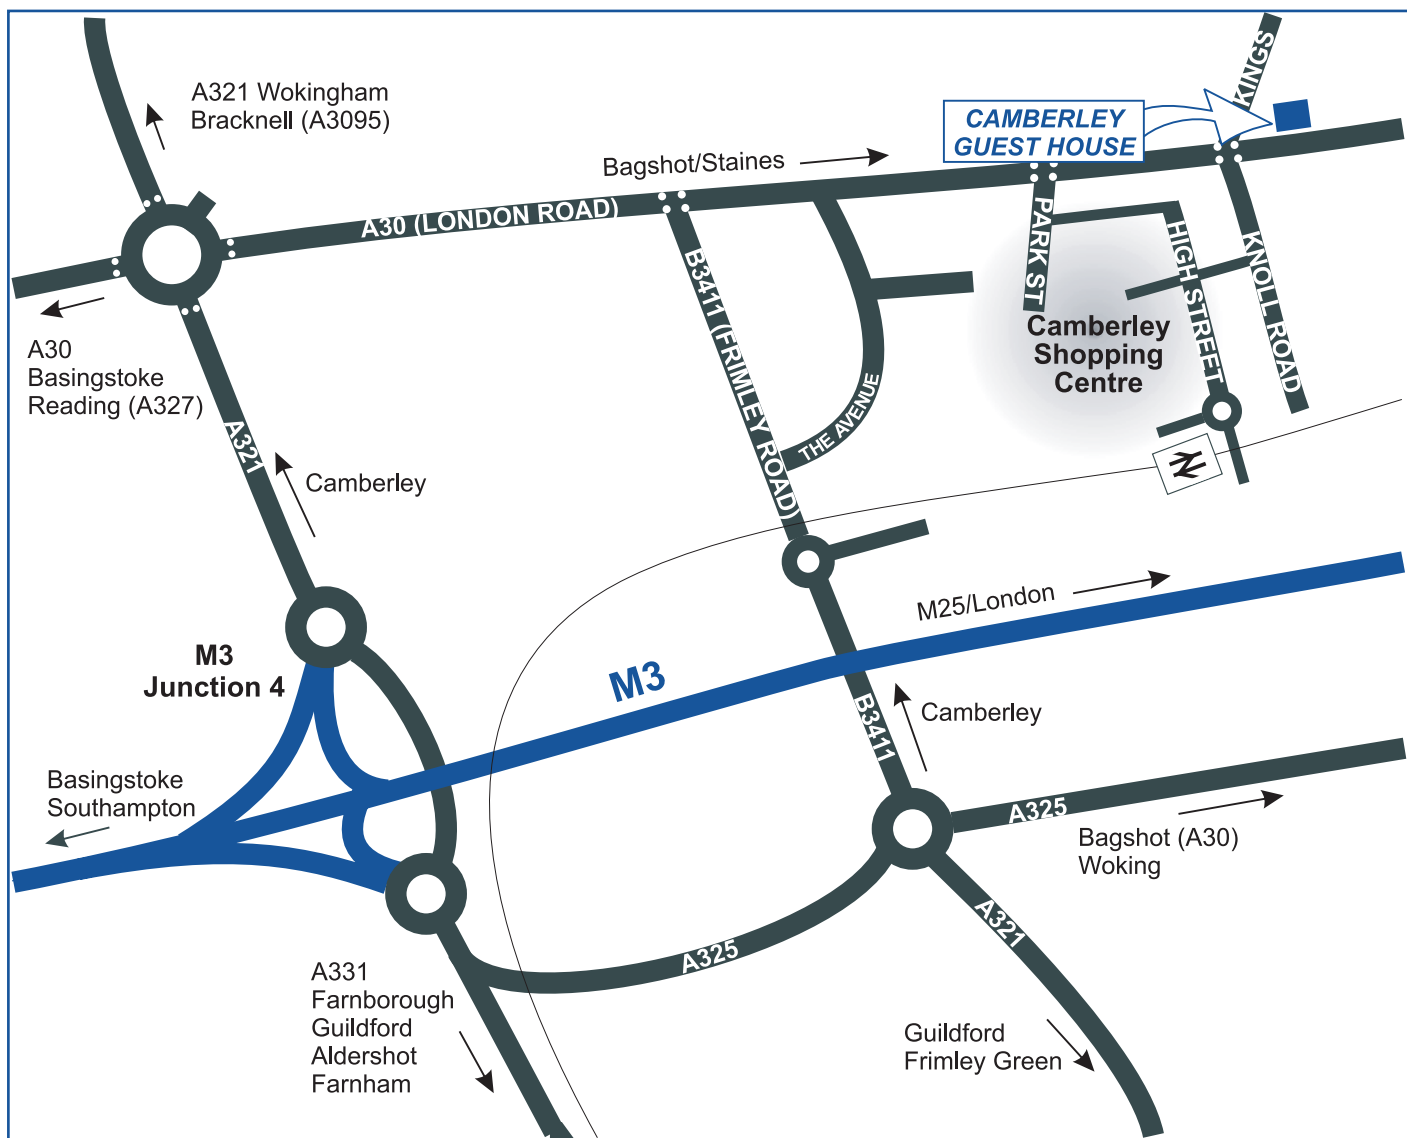 A321 Wokingham
Bracknell (A3095)
KINGS
CAMBERLEY
GUEST HOUSE
Bagshot/Staines
A30 (LONDON ROAD)
PARK ST
HIGH STREET
KNOLL ROAD
B3411 (FRIMLEY ROAD)
A30
Basingstoke
Reading (A327)
Camberley
Shopping
Centre
THE AVENUE
A321
Camberley
M25/London
M3
Junction 4
M3
B3411
Camberley
Basingstoke
Southampton
A325
Bagshot (A30)
Woking
A325
A321
A331
Farnborough
Guildford
Aldershot
Farnham
Guildford
Frimley Green